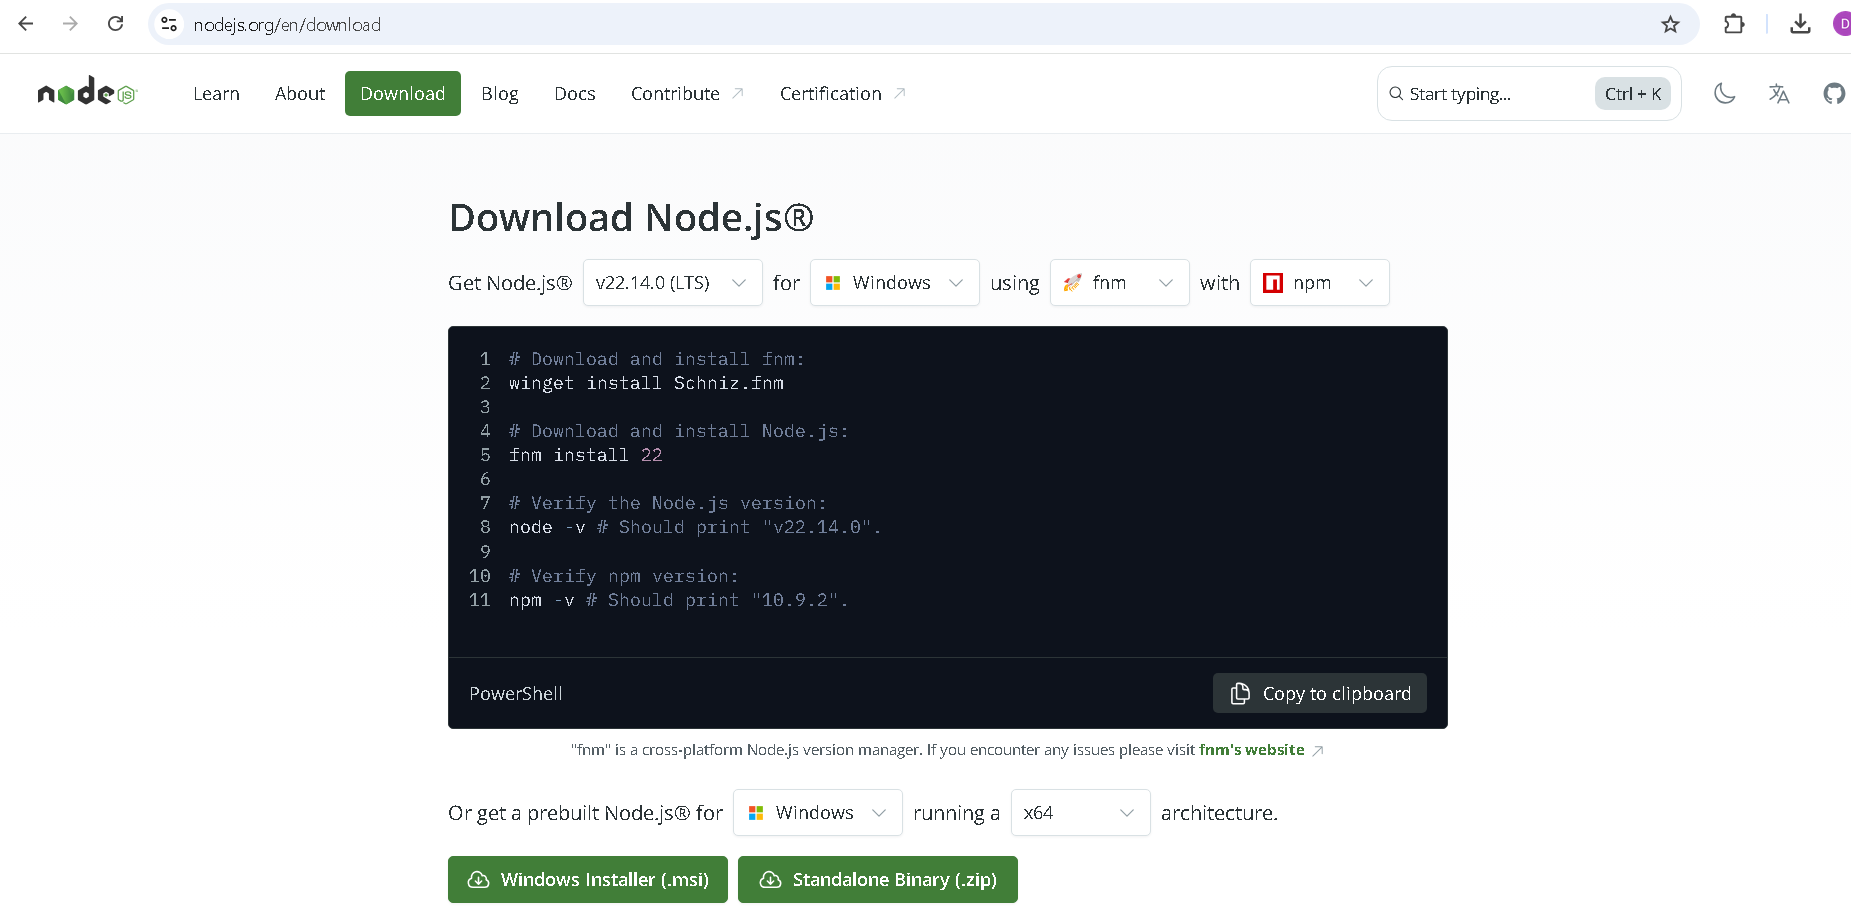 nodejs.org/en/download
D
node JS
Learn About Download Blog Docs Contribute Certification Start typing... Ctrl + K
Download Node.js®
Get Node.js® v22.14.0 (LTS) for Windows using fnm with npm
1 # Download and install fnm:
2 winget install Schniz.fnm
3
4 # Download and install Node.js:
5 fnm install 22
6
7 # Verify the Node.js version:
8 node -v # Should print "v22.14.0".
9
10 # Verify npm version:
11 npm -v # Should print "10.9.2".
PowerShell Copy to clipboard
"fnm" is a cross-platform Node.js version manager. If you encounter any issues please visit fnm's website
Or get a prebuilt Node.js® for Windows running a x64 architecture.
Windows Installer (.msi) Standalone Binary (.zip)